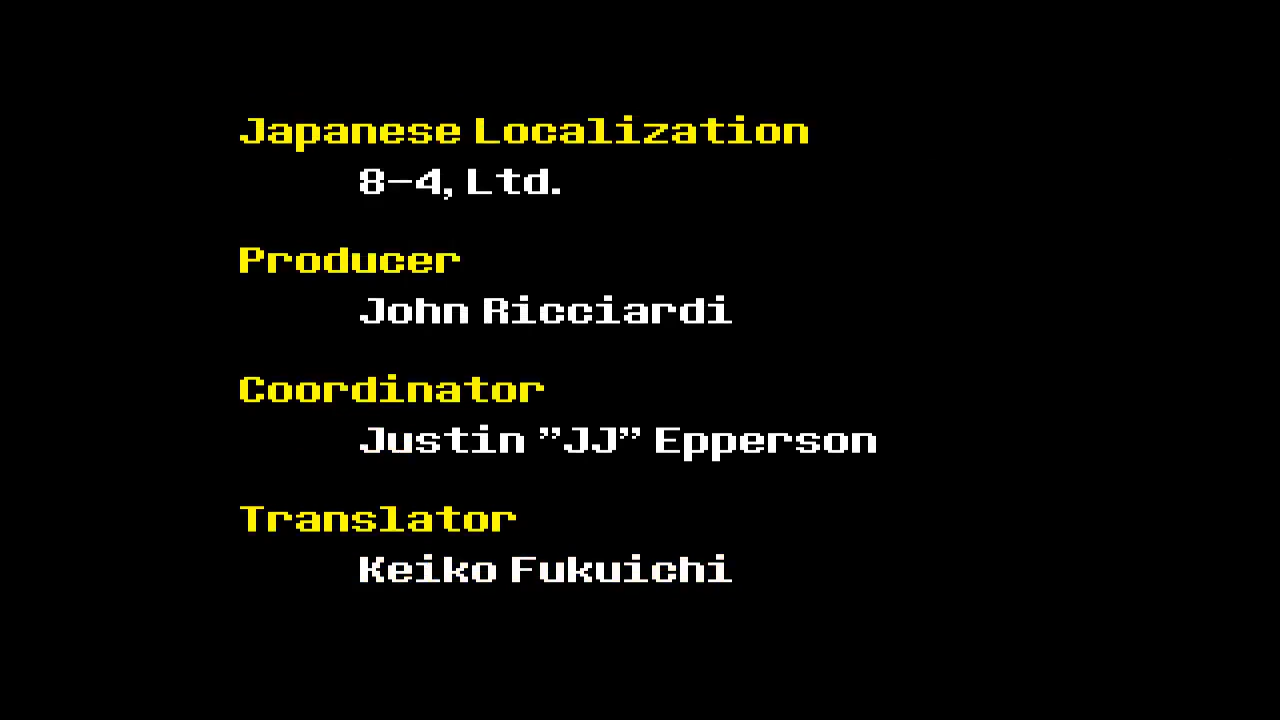 Japanese Localization
8-4, Ltd.
Producer
John Ricciardi
Coordinator
Justin ”JJ” Epperson
Translator
Keiko Fukuichi